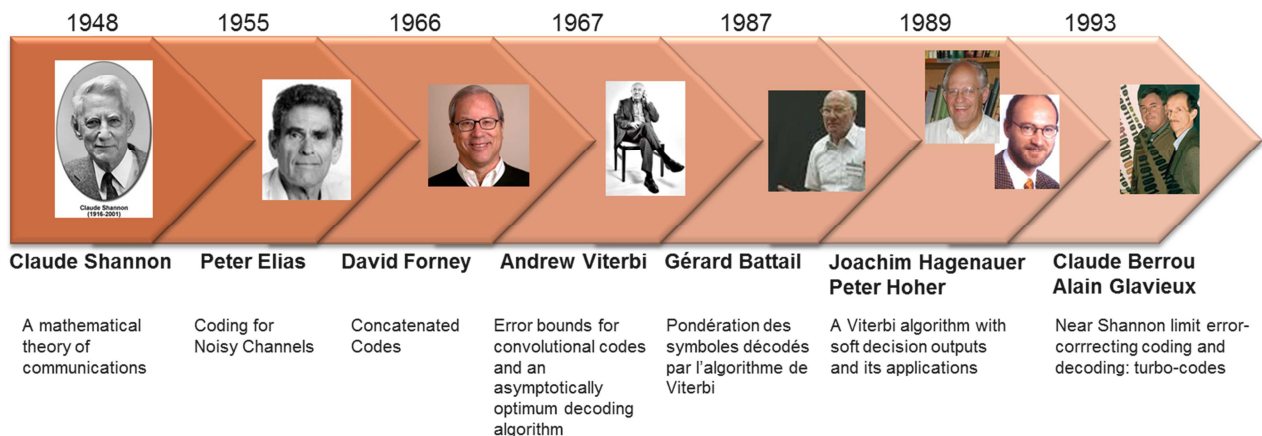 1948
1955
1966
1967
1987
1989
1993
Claude Shannon
(1916-2001)
Claude Shannon
Peter Elias
David Forney
Andrew Viterbi
Gérard Battail
Joachim Hagenauer
Peter Hoher
Claude Berrou
Alain Glavieux
A mathematical
theory of
communications
Coding for
Noisy Channels
Concatenated
Codes
Error bounds for
convolutional codes
and an
asymptotically
optimum decoding
algorithm
Pondération des
symboles décodés
par l'algorithme de
Viterbi
A Viterbi algorithm with
soft decision outputs
and its applications
Near Shannon limit error-
corrrecting coding and
decoding: turbo-codes